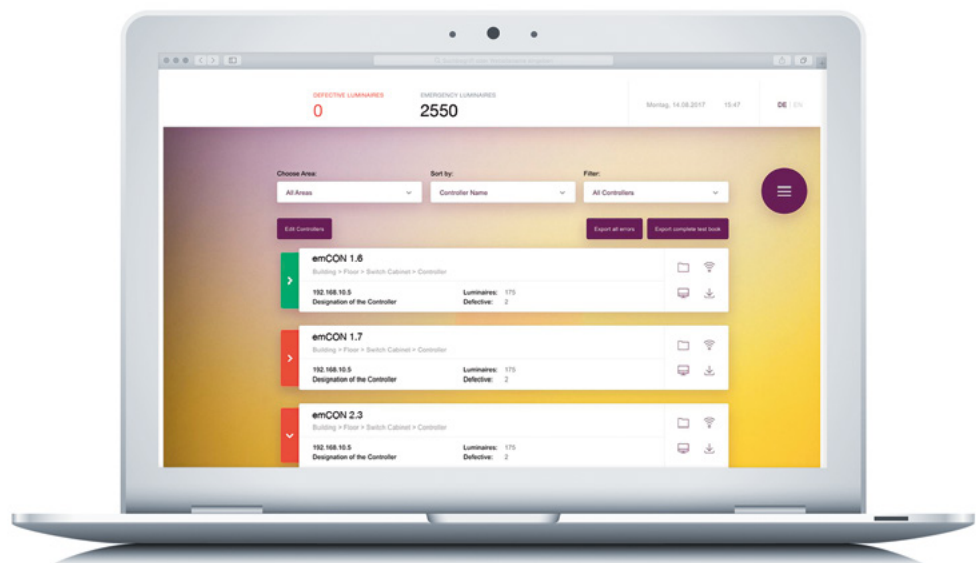 DEFECTIVE LUMINAIRES
0
EMERGENCY LUMINAIRES
2550
Montag, 14.08.2017 15:47 DE | EN
Choose Area: Sort by: Filter:
All Areas Controller Name All Controllers
Edit Controllers Export all errors Export complete test book
emCON 1.6
Building > Floor > Switch Cabinet > Controller
192.168.10.5 Luminaires: 175
Designation of the Controller Defective: 2
emCON 1.7
Building > Floor > Switch Cabinet > Controller
192.168.10.5 Luminaires: 175
Designation of the Controller Defective: 2
emCON 2.3
Building > Floor > Switch Cabinet > Controller
192.168.10.5 Luminaires: 175
Designation of the Controller Defective: 2